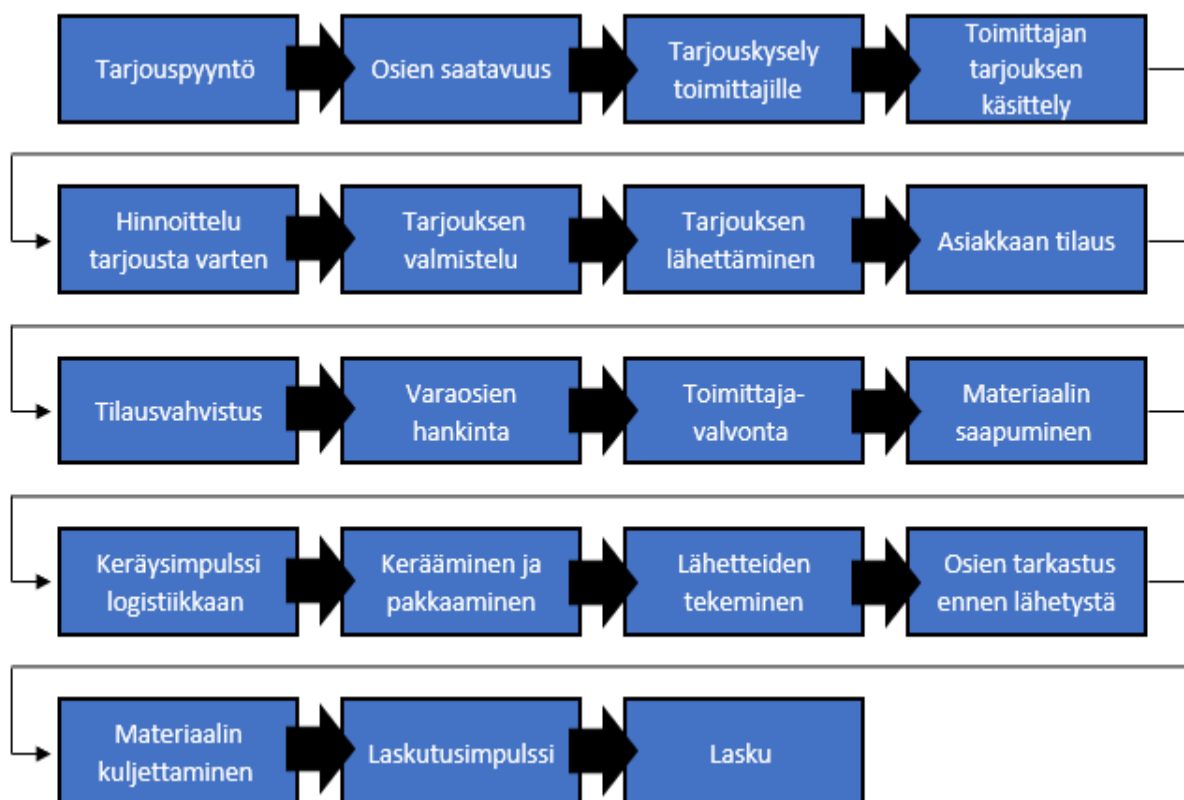 Tarjouspyyntö
Osien saatavuus
Tarjouskysely
toimittajille
Toimittajan
tarjouksen
käsittely
Hinnoittelu
tarjousta varten
Tarjouksen
valmistelu
Tarjouksen
lähettäminen
Asiakkaan tilaus
Tilausvahvistus
Varaosien
hankinta
Toimittaja-
valvonta
Materiaalin
saapuminen
Keräysimpulssi
logistiikkaan
Kerääminen ja
pakkaaminen
Lähetteiden
tekeminen
Osien tarkastus
ennen lähetystä
Materiaalin
kuljettaminen
Laskutusimpulssi
Lasku